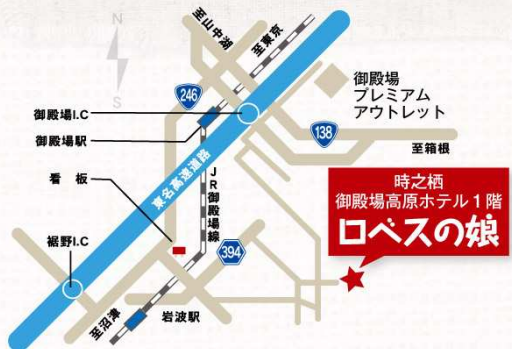 N
S
至山中湖
至東京
246
御殿場I.C
御殿場駅
看板
東名高速道路
JR御殿場線
御殿場
プレミアム
アウトレット
138
至箱根
時之栖
御殿場高原ホテル1階
ロペスの娘
394
裾野I.C
至沼津
岩波駅